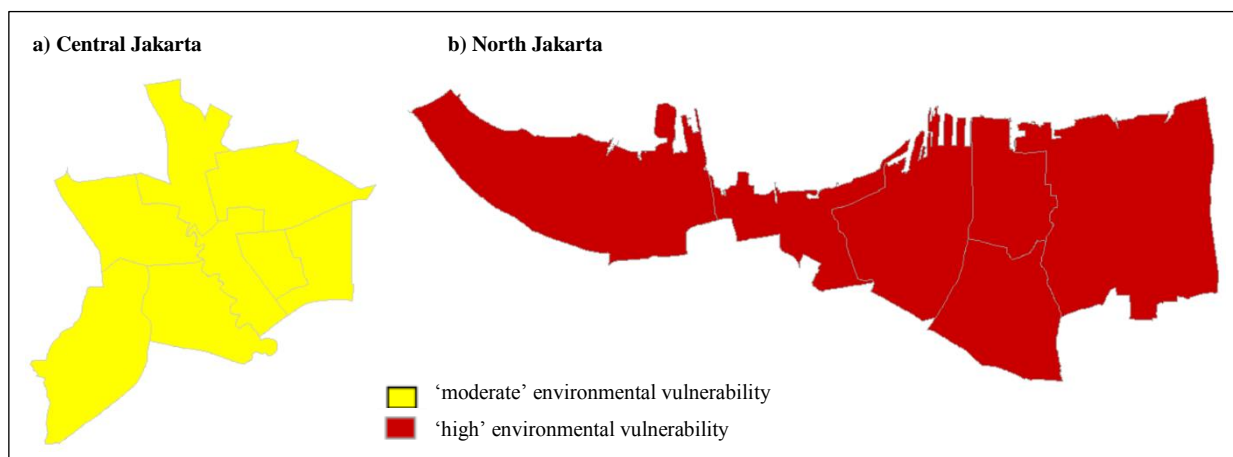 a) Central Jakarta
b) North Jakarta
‘moderate’ environmental vulnerability
‘high’ environmental vulnerability